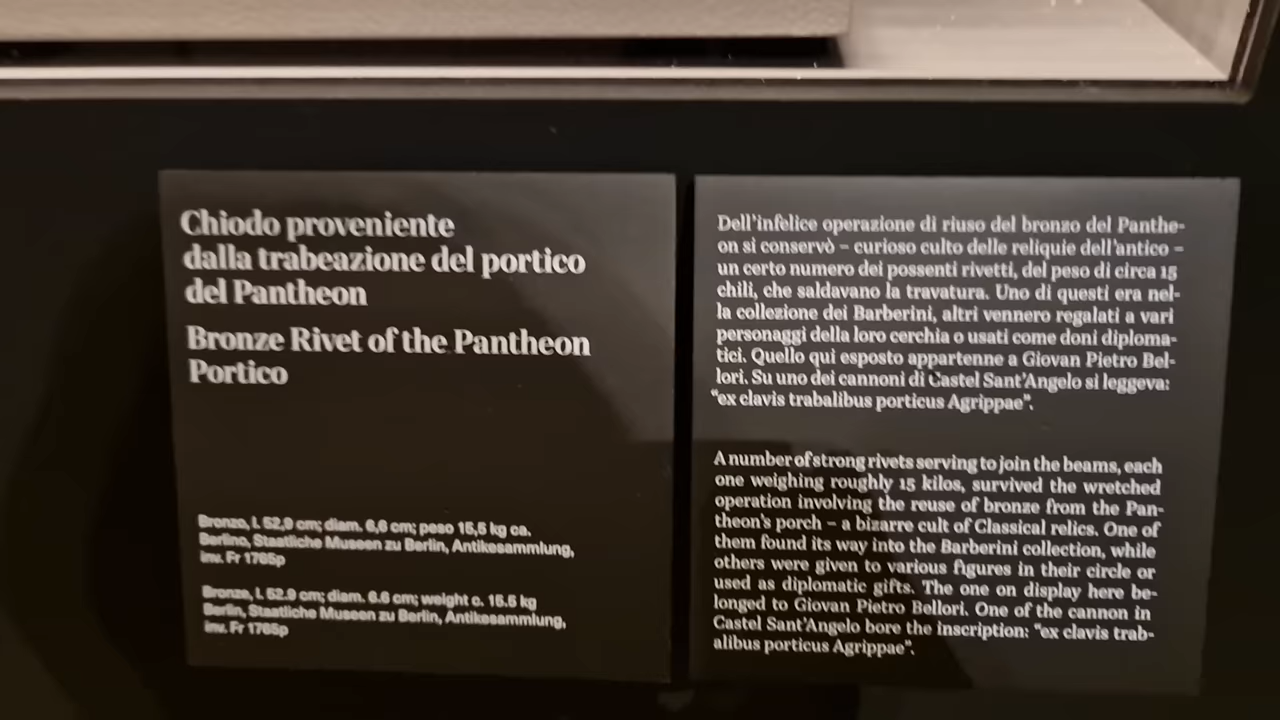 Chiodo proveniente
dalla trabeazione del portico
del Pantheon
Bronze Rivet of the Pantheon
Portico
Bronzo, l. 52,9 cm; diam. 6,6 cm; peso 15,5 kg ca.
Berlino, Staatliche Museen zu Berlin, Antikesammlung,
inv. Fr 1765p
Bronze, l. 52.9 cm; diam. 6.6 cm; weight c. 15.5 kg
Berlin, Staatliche Museen zu Berlin, Antikesammlung,
inv. Fr 1765p
Dell'infelice operazione di riuso del bronzo del Panthe-
on si conservò – curioso culto delle reliquie dell'antico –
un certo numero dei possenti rivetti, del peso di circa 15
chili, che saldavano la travatura. Uno di questi era nel-
la collezione dei Barberini, altri vennero regalati a vari
personaggi della loro cerchia o usati come doni diploma-
tici. Quello qui esposto appartenne a Giovan Pietro Bel-
lori. Su uno dei cannoni di Castel Sant'Angelo si leggeva:
“ex clavis trabalibus porticus Agrippae”.
A number of strong rivets serving to join the beams, each
one weighing roughly 15 kilos, survived the wretched
operation involving the reuse of bronze from the Pan-
theon's porch – a bizarre cult of Classical relics. One of
them found its way into the Barberini collection, while
others were given to various figures in their circle or
used as diplomatic gifts. The one on display here be-
longed to Giovan Pietro Bellori. One of the cannon in
Castel Sant'Angelo bore the inscription: “ex clavis trab-
alibus porticus Agrippae”.